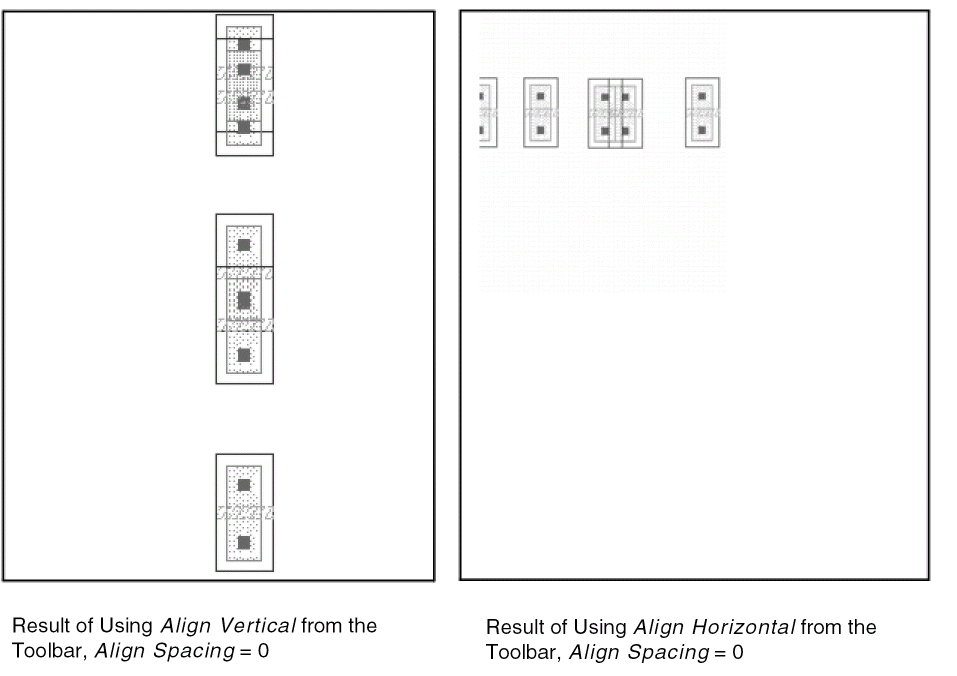 Result of Using Align Vertical from the
Toolbar, Align Spacing = 0
Result of Using Align Horizontal from the
Toolbar, Align Spacing = 0